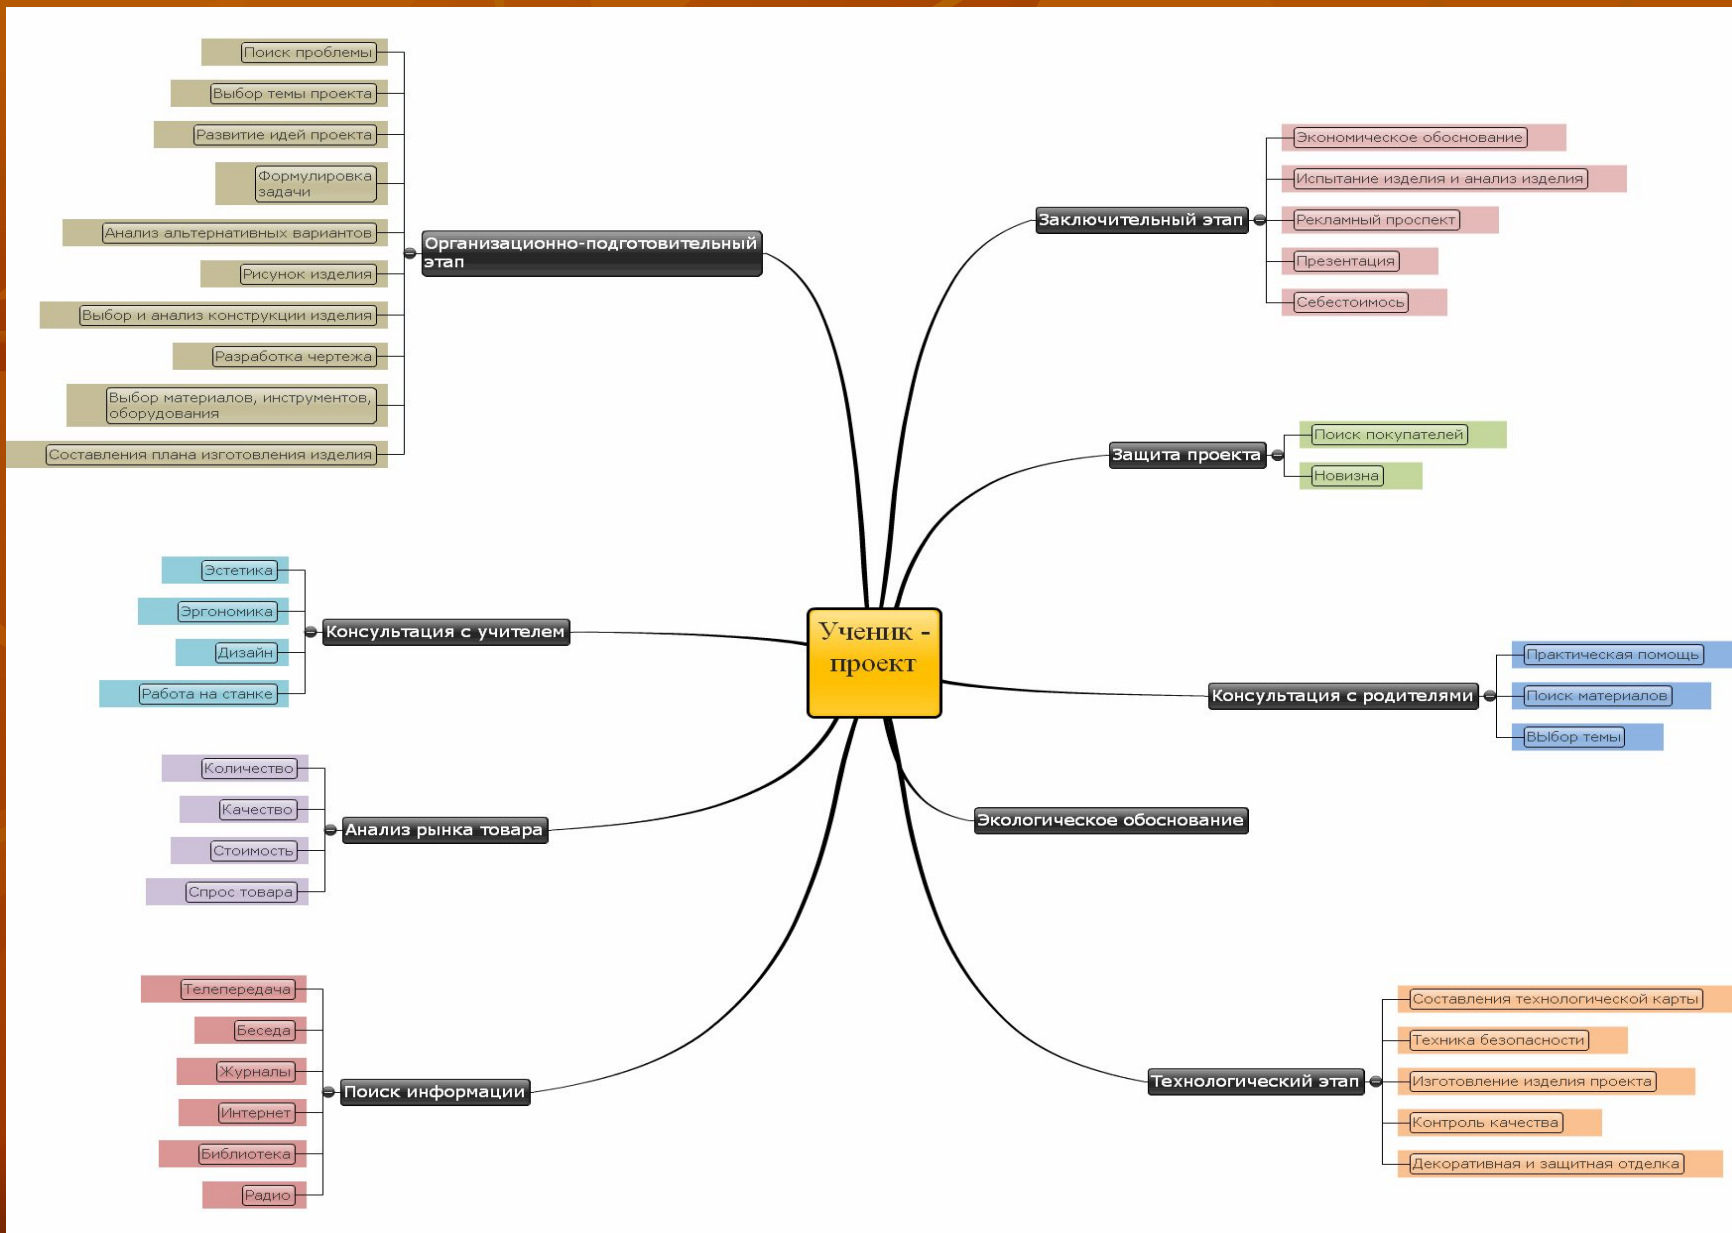 Поиск проблемы
Выбор темы проекта
Развитие идей проекта
Формулировка
задачи
Анализ альтернативных вариантов
Рисунок изделия
Выбор и анализ конструкции изделия
Разработка чертежа
Выбор материалов, инструментов,
оборудования
Составления плана изготовления изделия
Организационно-подготовительный
этап
Эстетика
Эргономика
Дизайн
Работа на станке
Консультация с учителем
Количество
Качество
Стоимость
Спрос товара
Анализ рынка товара
Телепередача
Беседа
Журналы
Интернет
Библиотека
Радио
Поиск информации
Ученик -
проект
Заключительный этап
Экономическое обоснование
Испытание изделия и анализ изделия
Рекламный проспект
Презентация
Себестоимось
Защита проекта
Поиск покупателей
Новизна
Консультация с родителями
Практическая помощь
Поиск материалов
ВЫбор темы
Экологическое обоснование
Технологический этап
Составления технологической карты
Техника безопасности
Изготовление изделия проекта
Контроль качества
Декоративная и защитная отделка